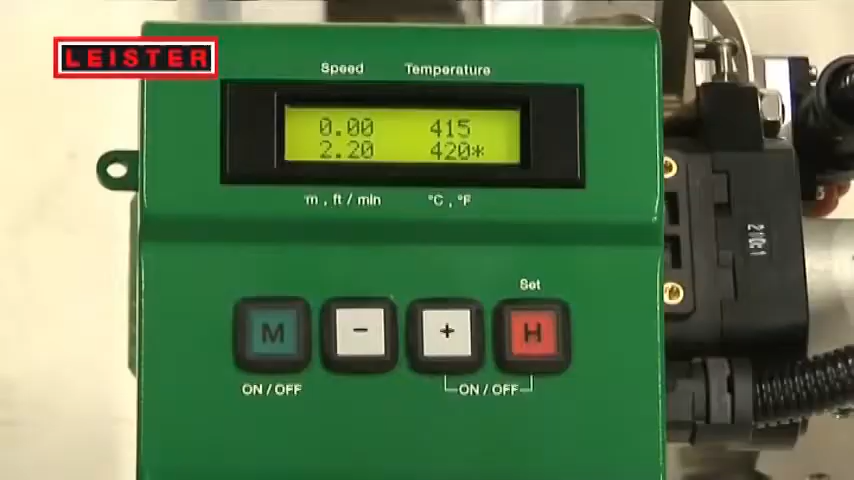 LEISTER
Speed Temperature
0.00 415
2.20 420*
m , ft / min °C , °F
Set
M − + H
ON / OFF ON / OFF